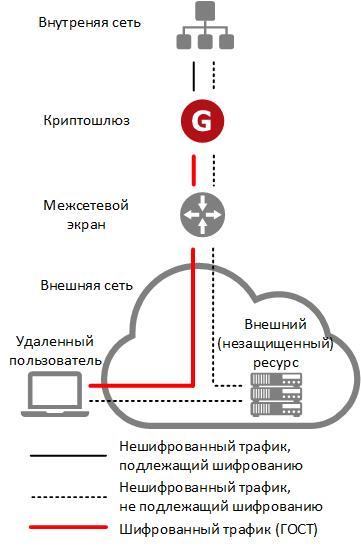 Внутреняя сеть
Криптошлюз
G
Межсетевой
экран
Внешняя сеть
Удаленный
пользователь
Внешний
(незащищенный)
ресурс
Нешифрованный трафик,
подлежащий шифрованию
Нешифрованный трафик,
не подлежащий шифрованию
Шифрованный трафик (ГОСТ)